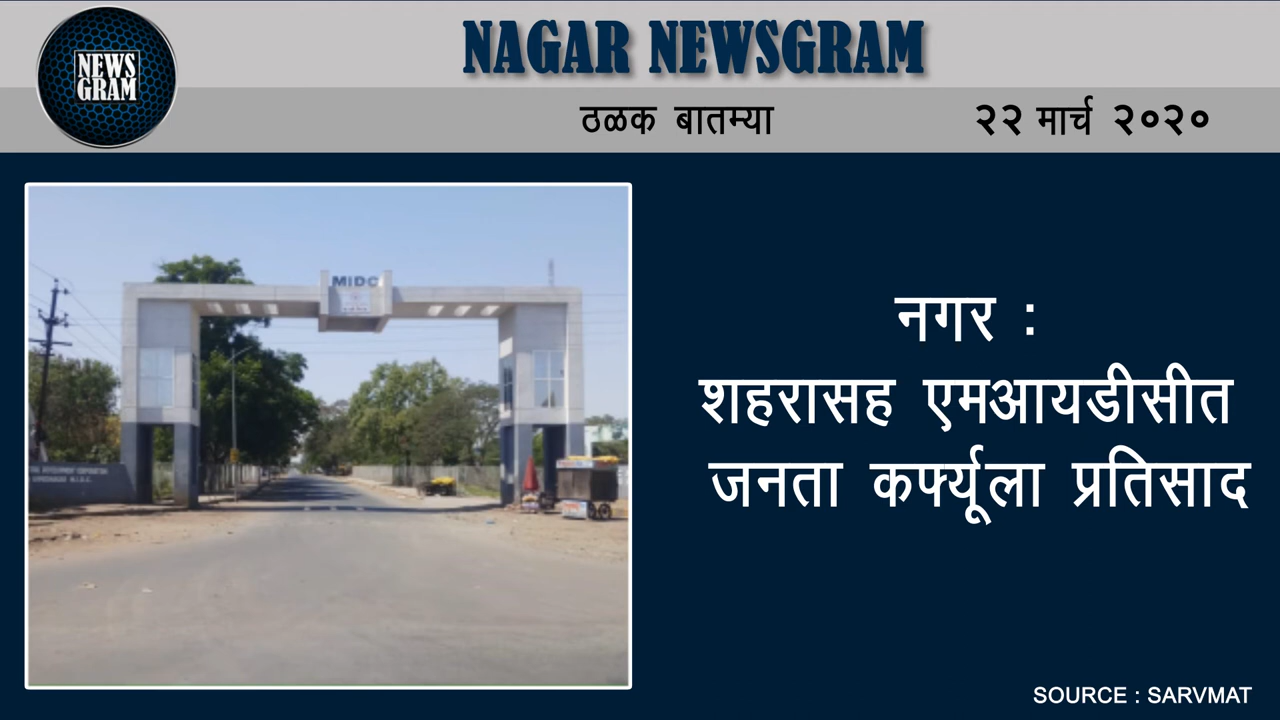 NEWS
GRAM
NAGAR NEWSGRAM
ठळक बातम्या
२२ मार्च २०२०
MIDC
नगर :
शहरासह एमआयडीसीत
जनता कर्फ्यूला प्रतिसाद
SOURCE : SARVMAT